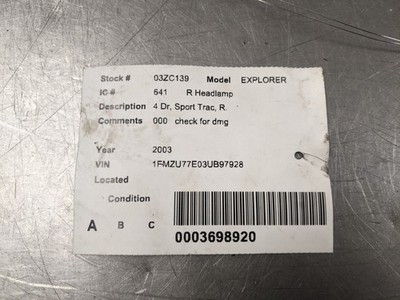 Stock # 03ZC139 Model EXPLORER
IC # 641 R Headlamp
Description 4 Dr, Sport Trac, R.
Comments 000 check for dmg
Year 2003
VIN 1FMZU77E03UB97928
Located
Condition
A B C
0003698920